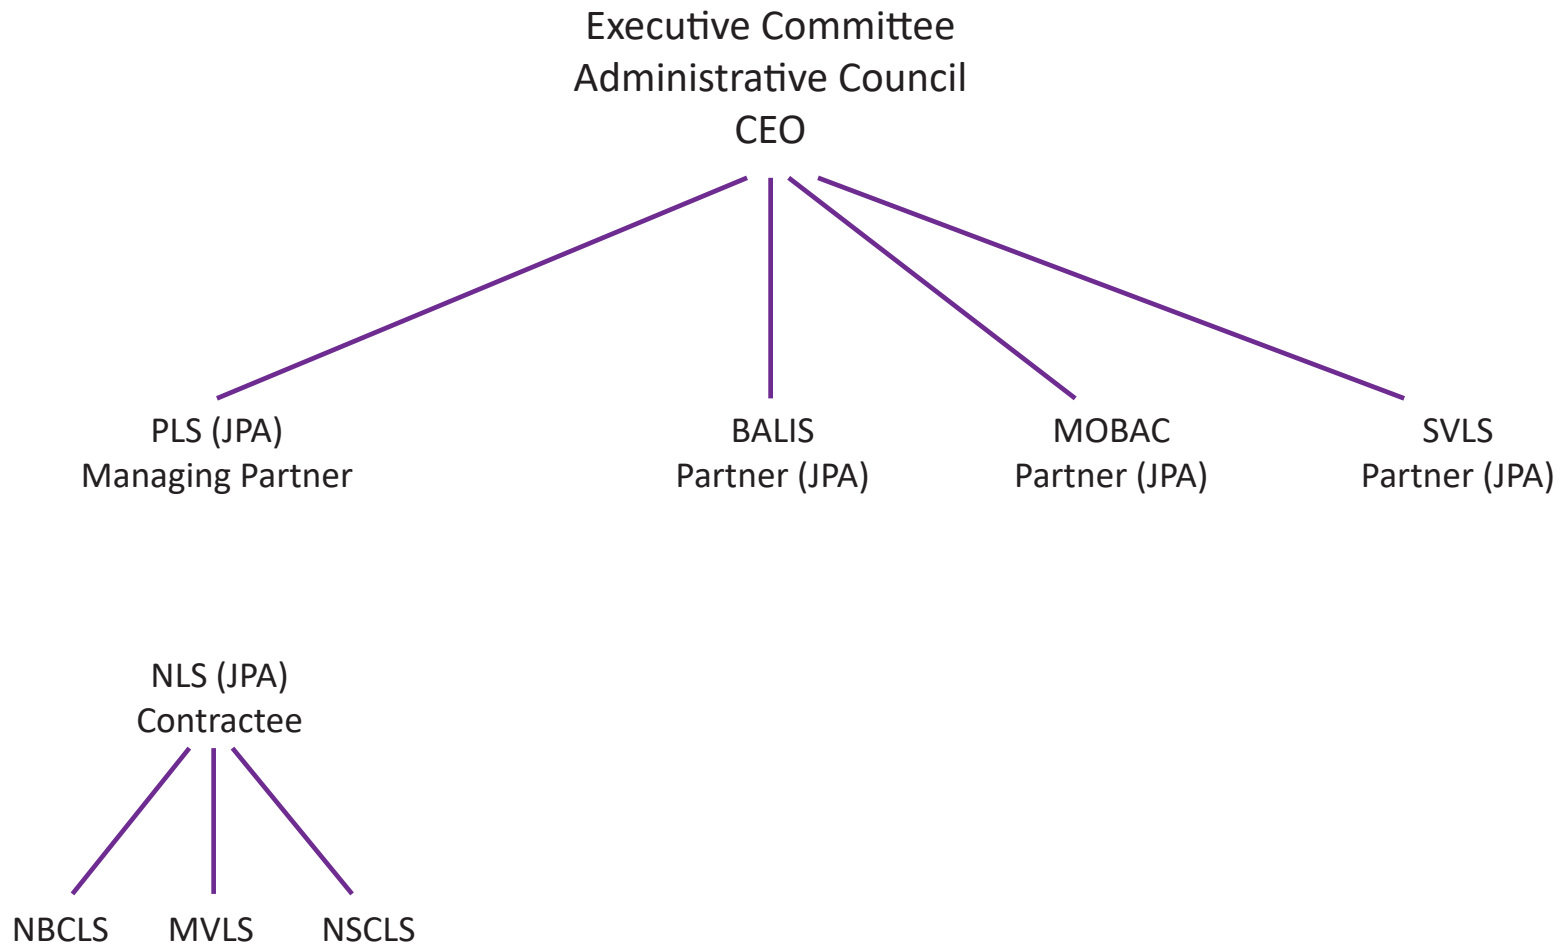 Executive Committee
Administrative Council
CEO
PLS (JPA)
Managing Partner
BALIS
Partner (JPA)
MOBAC
Partner (JPA)
SVLS
Partner (JPA)
NLS (JPA)
Contractee
NBCLS
MVLS
NSCLS